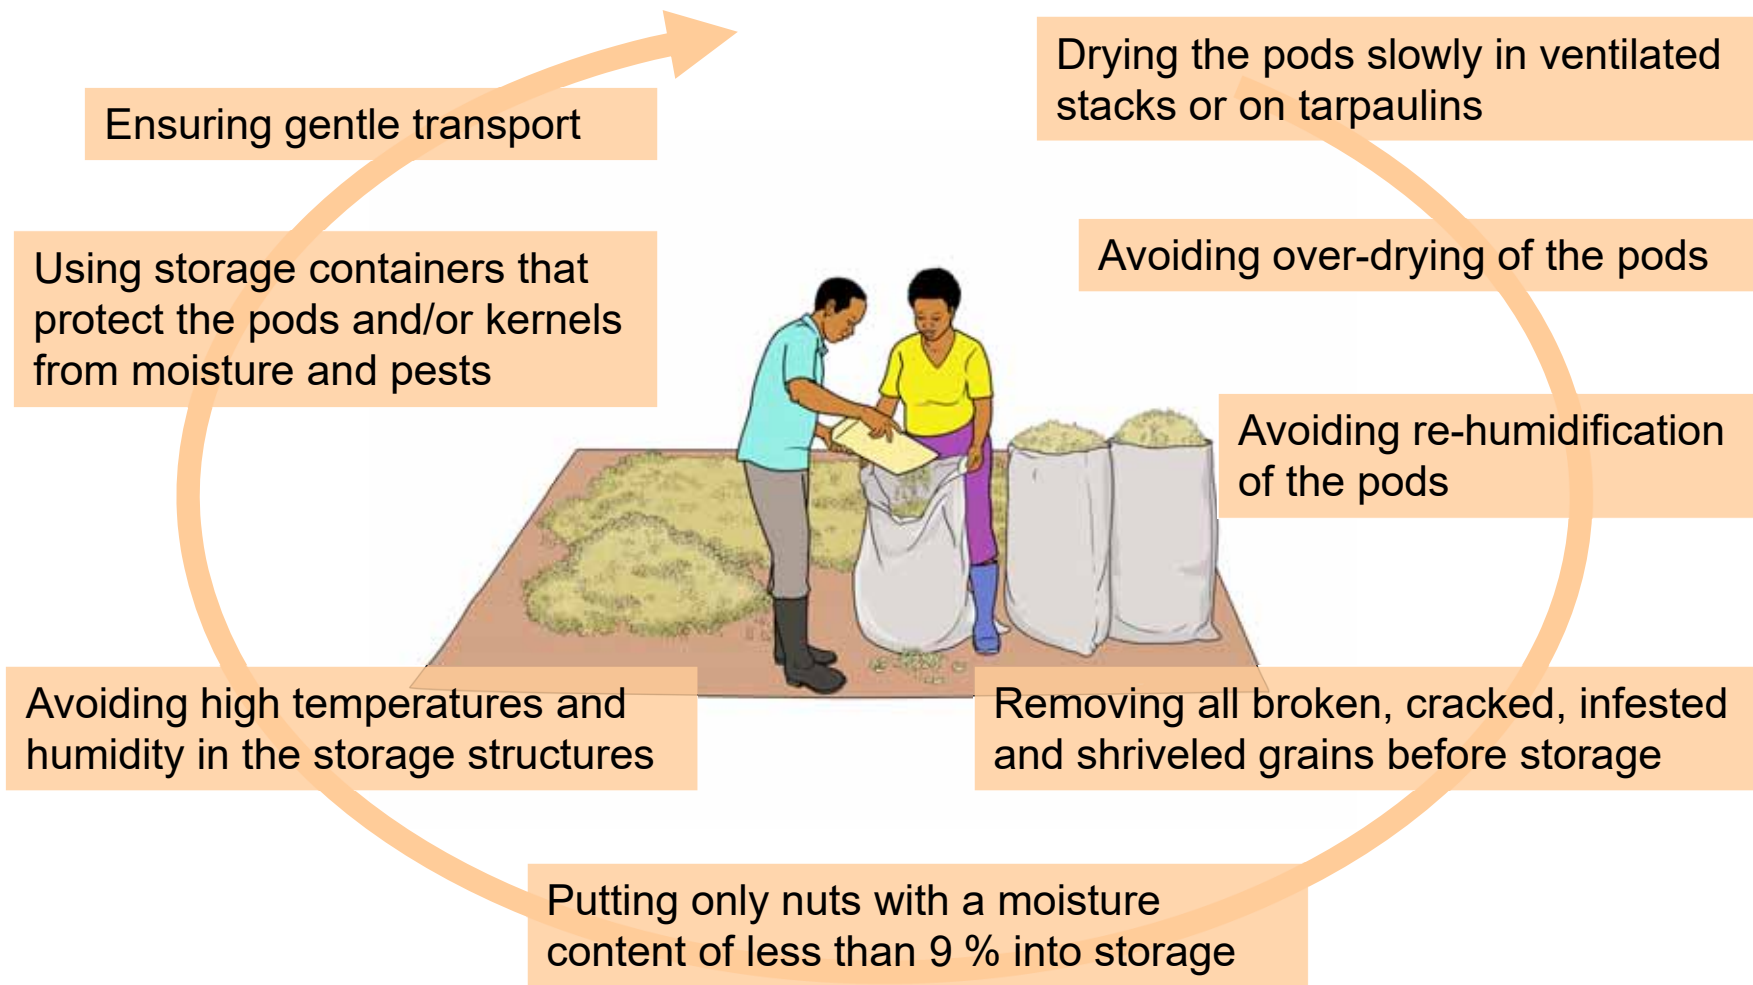 Drying the pods slowly in ventilated
stacks or on tarpaulins
Avoiding over-drying of the pods
Avoiding re-humidification
of the pods
Removing all broken, cracked, infested
and shriveled grains before storage
Putting only nuts with a moisture
content of less than 9 % into storage
Avoiding high temperatures and
humidity in the storage structures
Using storage containers that
protect the pods and/or kernels
from moisture and pests
Ensuring gentle transport